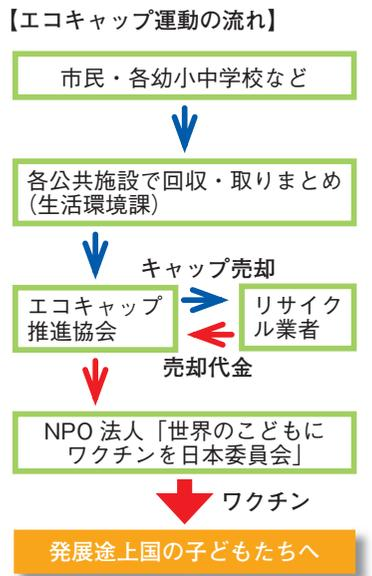 【エコキャップ運動の流れ】
市民・各幼小中学校など
各公共施設で回収・取りまとめ
(生活環境課)
キャップ売却
エコキャップ
推進協会
リサイク
ル業者
売却代金
NPO 法人「世界のこどもに
ワクチンを日本委員会」
ワクチン
発展途上国の子どもたちへ